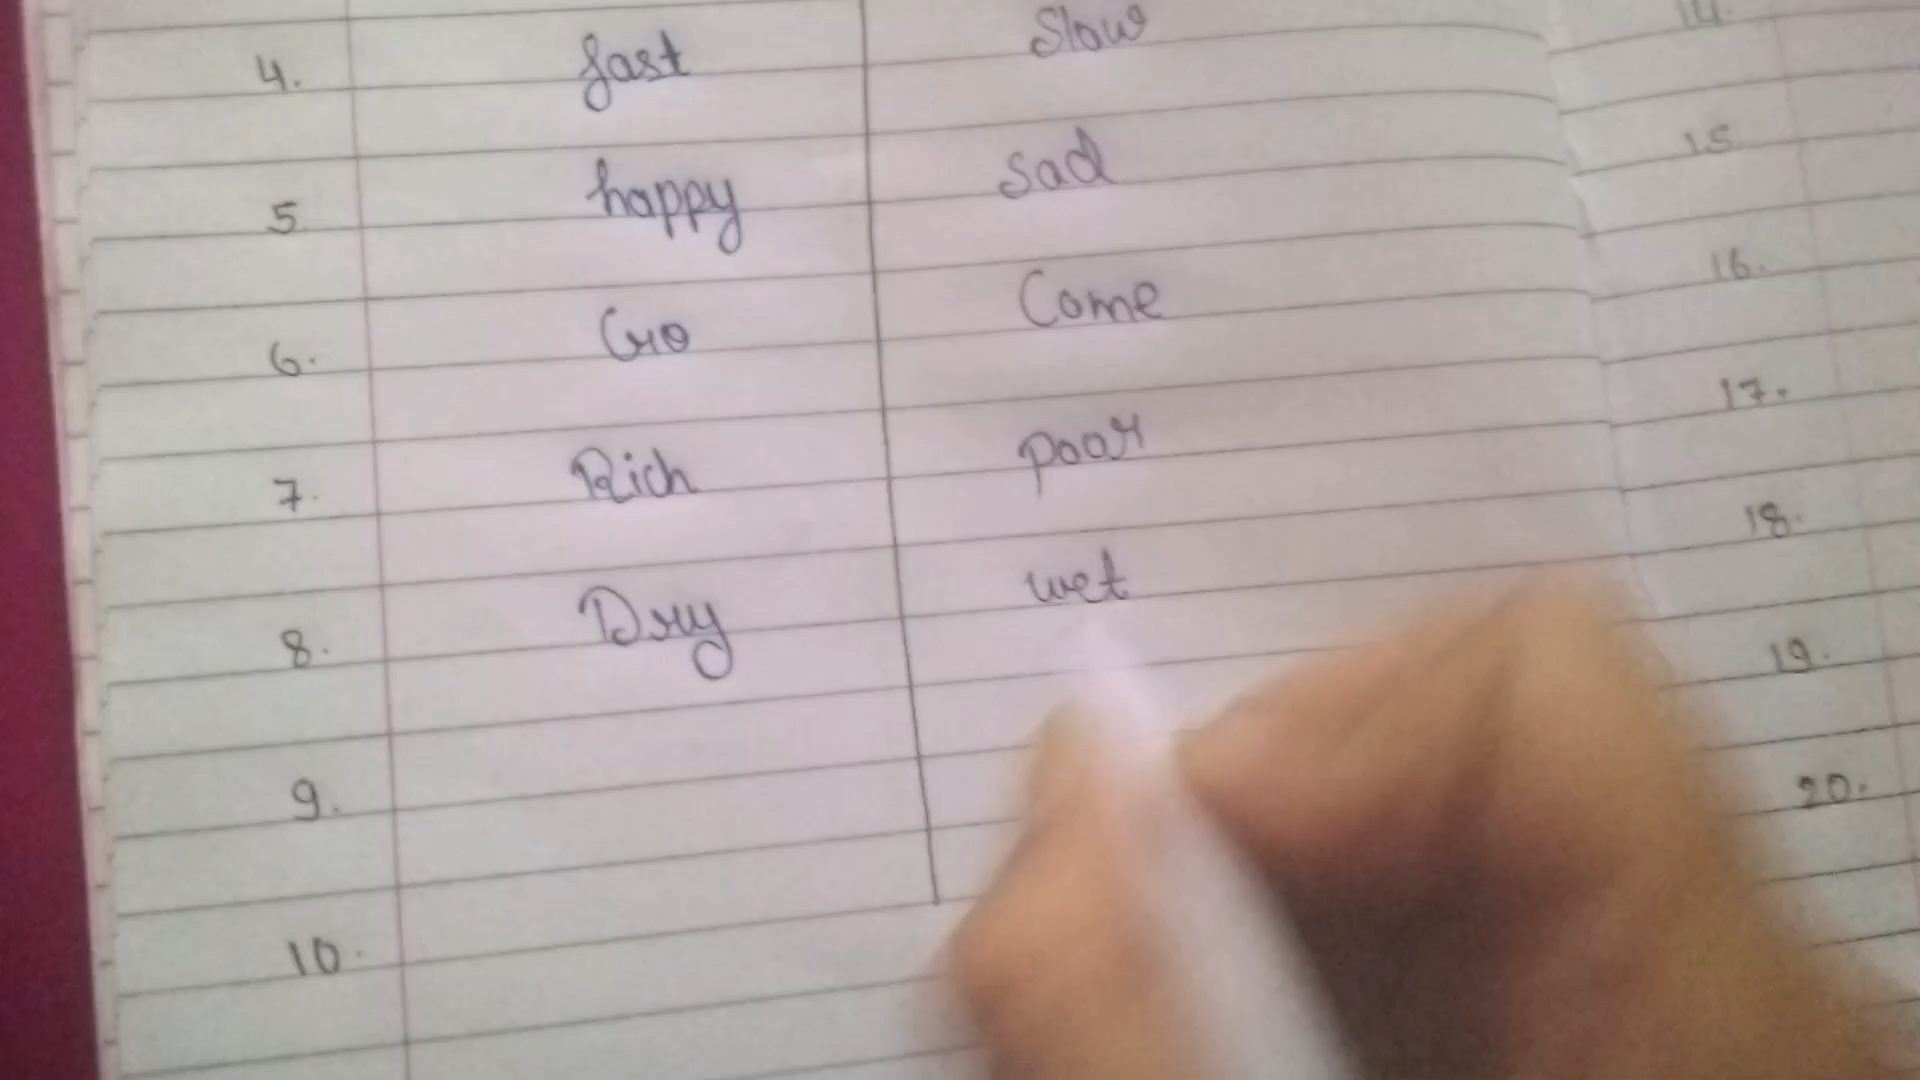 4. fast Slow
5 happy Sad
6. Go Come
7. Rich poor
8. Dry wet
9.
10.
14.
15.
16.
17.
18.
19.
20.